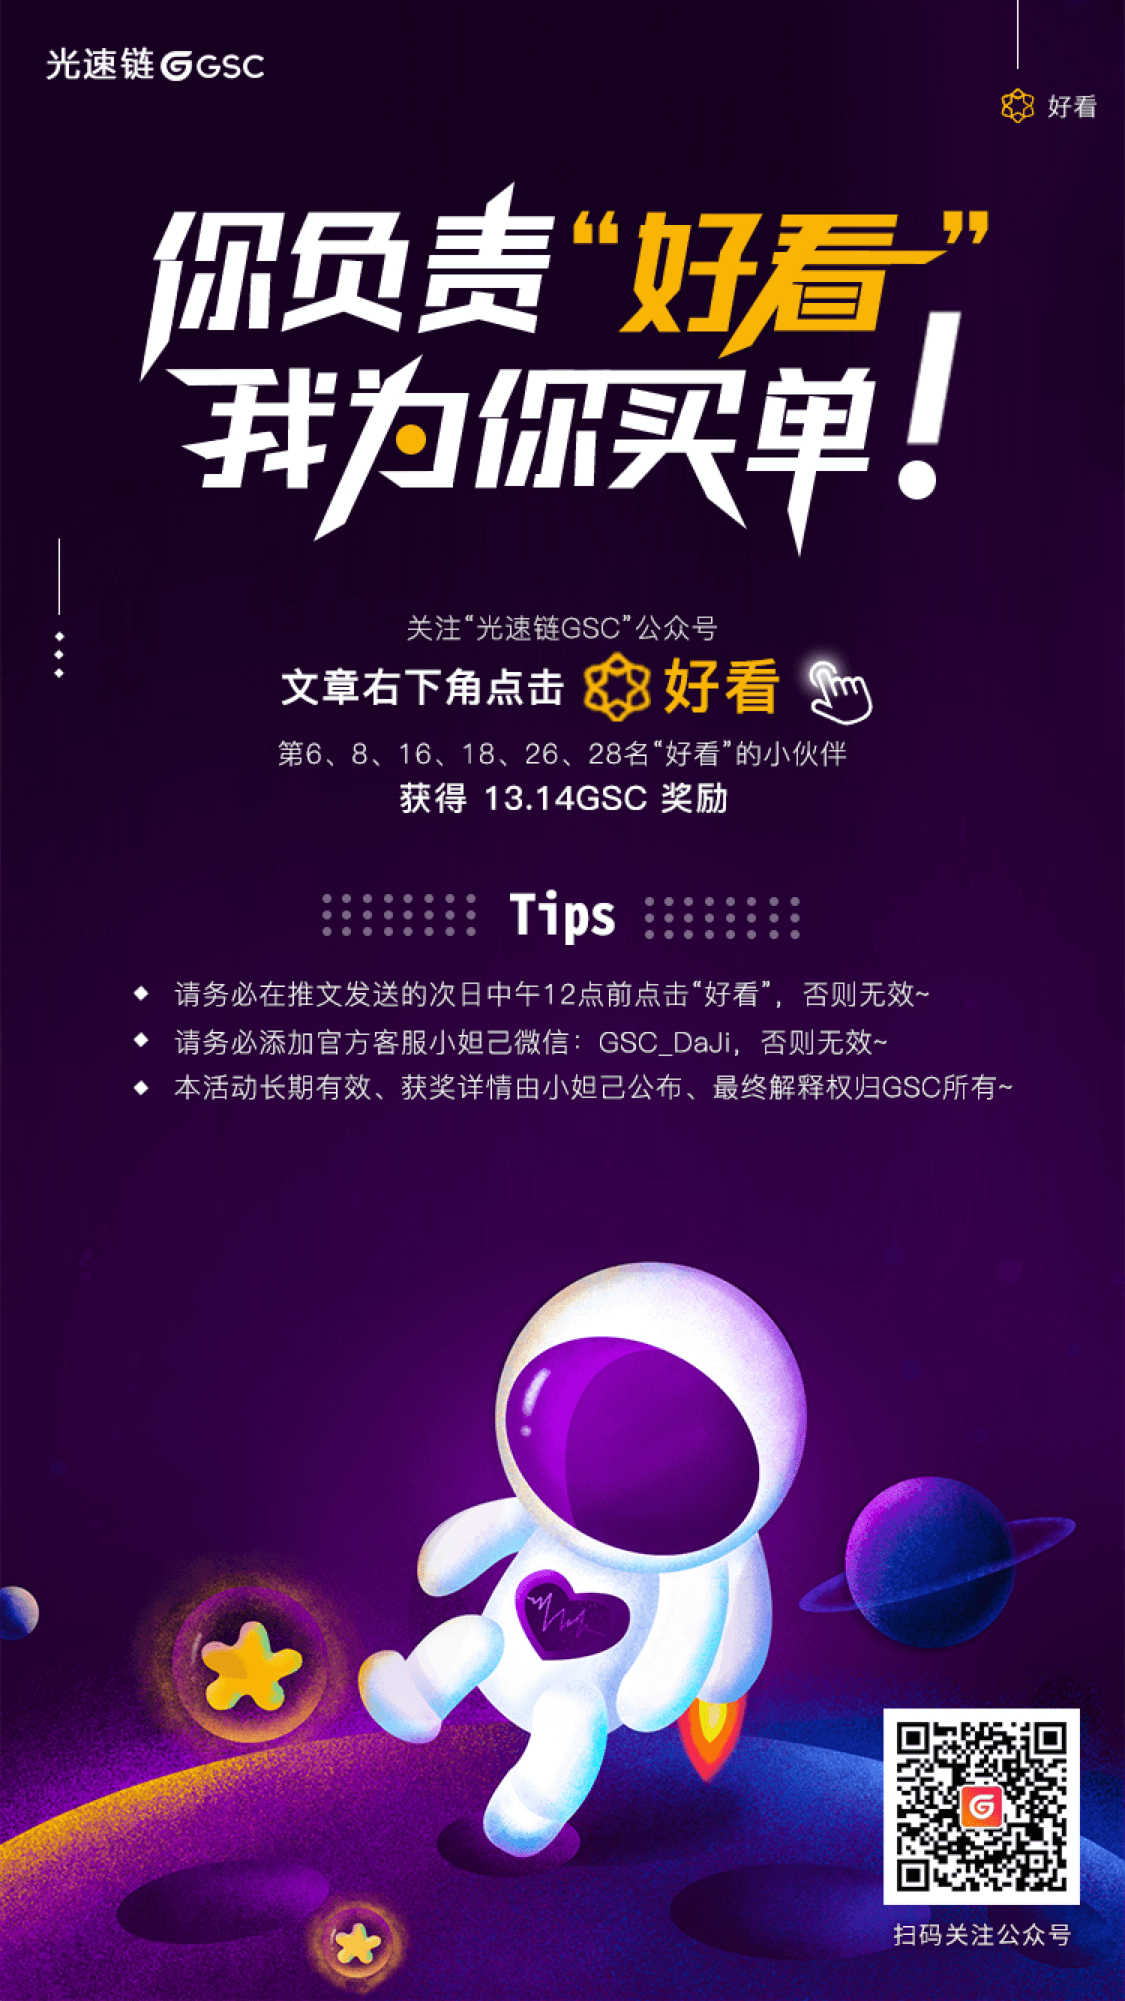 光速链 GSC
好看
你负责“好看”
我为你买单！
关注“光速链GSC”公众号
文章右下角点击 好看
第6、8、16、18、26、28名“好看”的小伙伴
获得 13.14GSC 奖励
Tips
请务必在推文发送的次日中午12点前点击“好看”，否则无效~
请务必添加官方客服小妲己微信：GSC_DaJi，否则无效~
本活动长期有效、获奖详情由小妲己公布、最终解释权归GSC所有~
扫码关注公众号